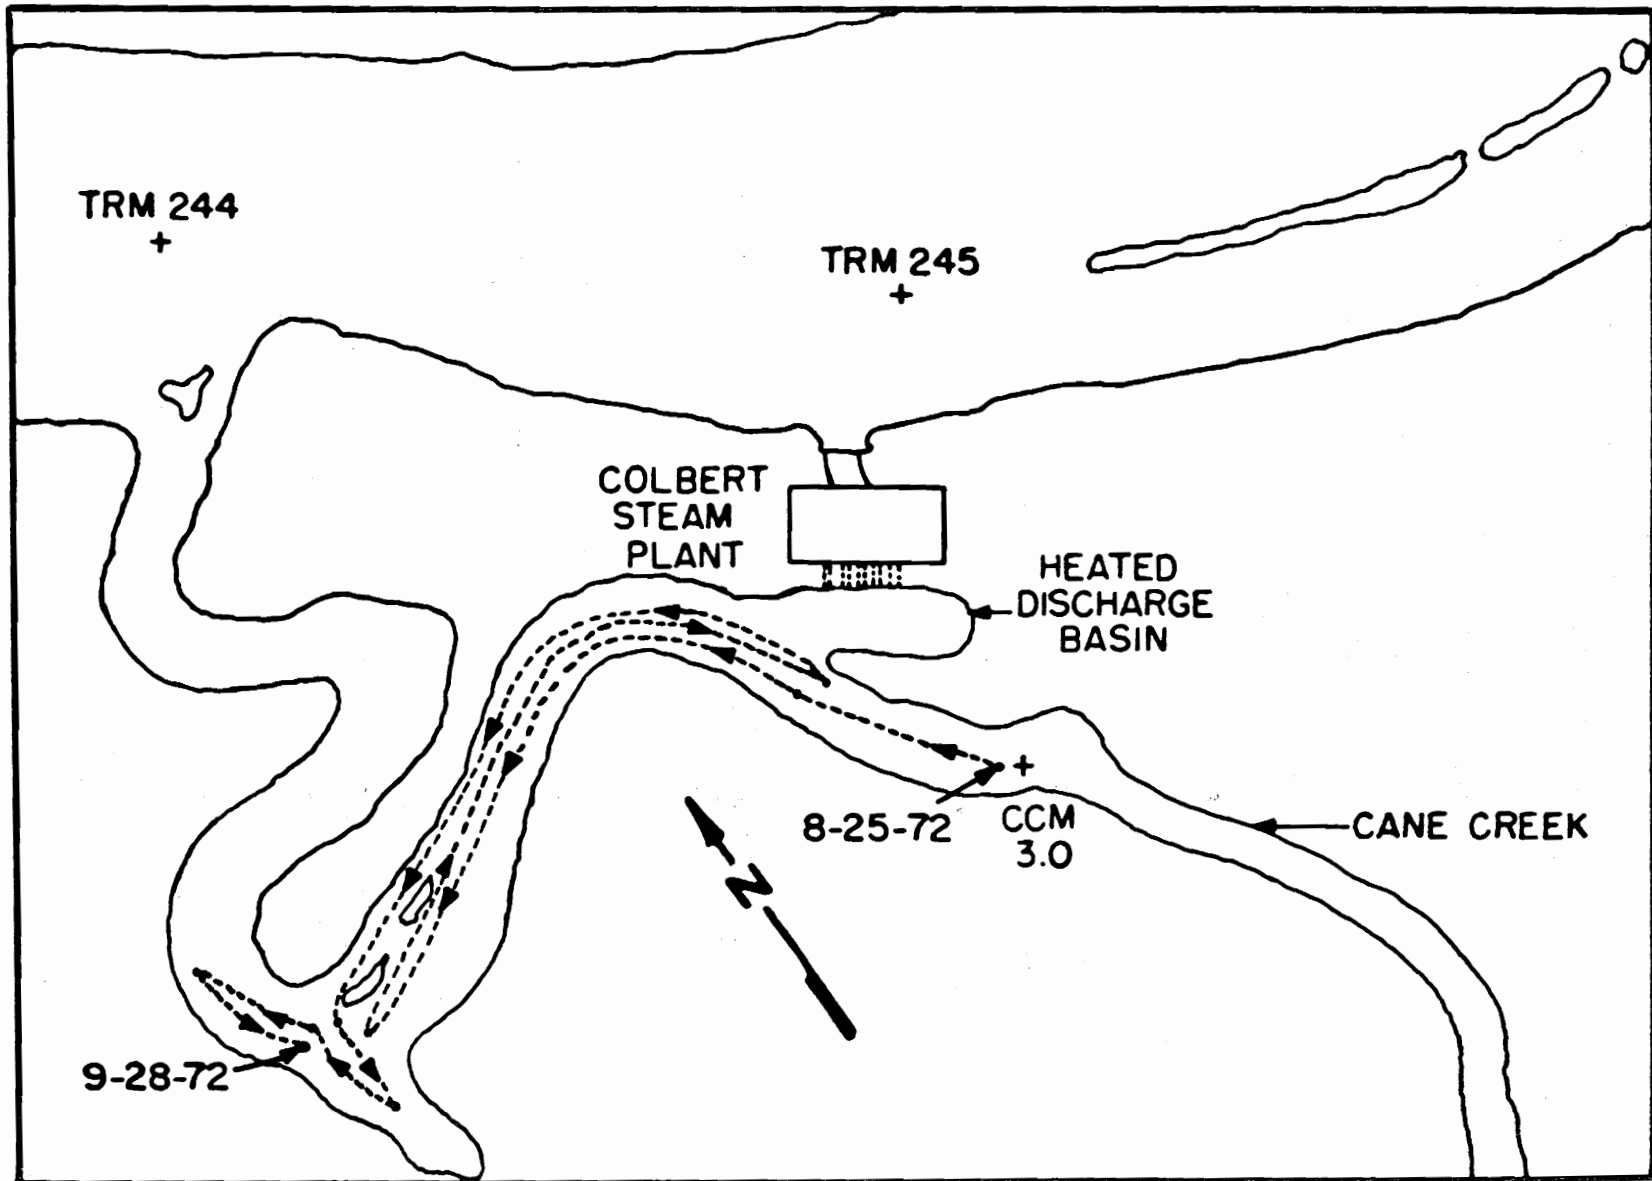 TRM 244
+
TRM 245
+
COLBERT
STEAM
PLANT
HEATED
DISCHARGE
BASIN
+
8-25-72
CCM
3.0
CANE CREEK
N
9-28-72